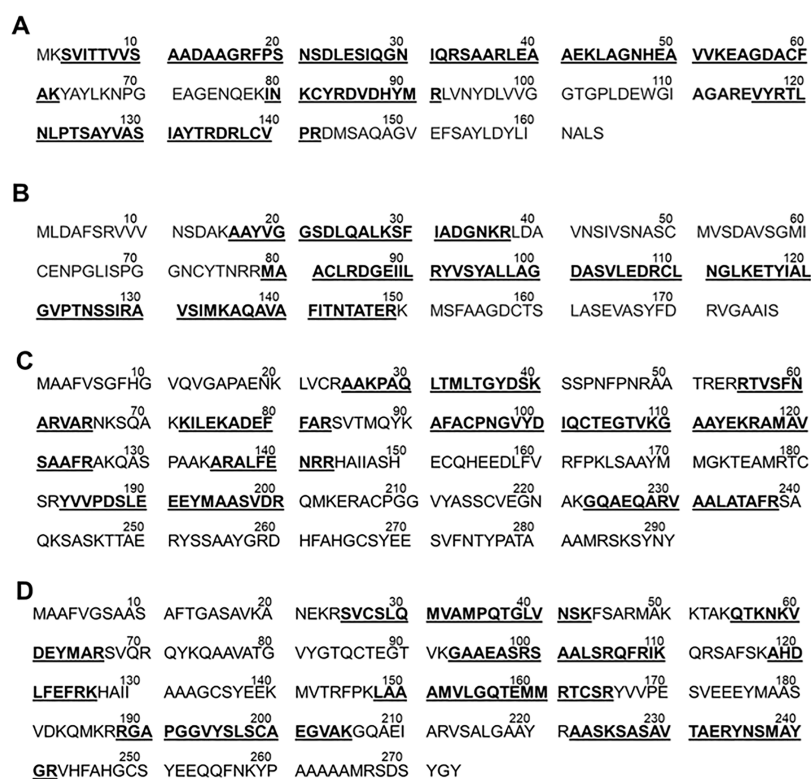 A
10 20 30 40 50 60
MKSVITTVVS AADAAGRFPS NSDLESIQGN IQRSAARLEA AEKLAGNHEA VVKEAGDACF
70 80 90 100 110 120
AKYAYLKNPG EAGENQEKIN KCYRDVDHYM RLVNYDLVVG GTGPLDEWGI AGAREVYRTL
130 140 150 160
NLPTSAYVAS IAYTRDRLCV PRDMSAQAGV EFSAYLDYLI NALS
B
10 20 30 40 50 60
MLDAFSRVVV NSDAKAAYVG GSDLQALKSF IADGNKRLDA VNSIVSNASC MVSDAVSGMI
70 80 90 100 110 120
CENPGLISPG GNCYTNRRMA ACLRDGEIIL RYVSYALLAG DASVLEDRCL NGLKETYIAL
130 140 150 160 170
GVPTNSSIRA VSIMKAQAVA FITNTATERK MSFAAGDCTS LASEVASYFD RVGAAIS
C
10 20 30 40 50 60
MAAFVSGFHG VQVGAPAENK LVCRAAKPAQ LTMLTGYDSK SSPNFPNRAA TRERRTVSFN
70 80 90 100 110 120
ARVARNKSQA KKILEKADEF FARSVTMQYK AFACPNGVYD IQCTEGTVKG AAYEKRAMAV
130 140 150 160 170 180
SAAFRAKQAS PAAKARALFE NRRHAIIASH ECQHEEDLFV RFPKLSAAYM MGKTEAMRTC
190 200 210 220 230 240
SRYVVPDSLE EEYMAASVDR QMKERACPGG VYASSCVEGN AKGQAEQARV AALATAFRSA
250 260 270 280 290
QKSASKTTAE RYSSAAYGRD HFAHGCSYEE SVFNTYPATA AAMRSKSYNY
D
10 20 30 40 50 60
MAAFVGSAAS AFTGASAVKA NEKRSVCSLQ MVAMPQTGLV NSKFSARMAK KTAKQTKNKV
70 80 90 100 110 120
DEYMARSVQR QYKQAAVATG VYGTQCTEGT VKGAAEASRS AALSRQFRIK QRSAFSKAHD
130 140 150 160 170 180
LFEFRKHAII AAAGCSYEEK MVTRFPKLAA AMVLGQTEMM RTCSRYVVPE SVEEEYMAAS
190 200 210 220 230 240
VDKQMKRRGA PGGVYSLSCA EGVAKGQAEI ARVSALGAAY RAASKSASAV TAERYNSMAY
250 260 270
GRVHFAHGCS YEEQQFNKYP AAAAAMRSDS YGY